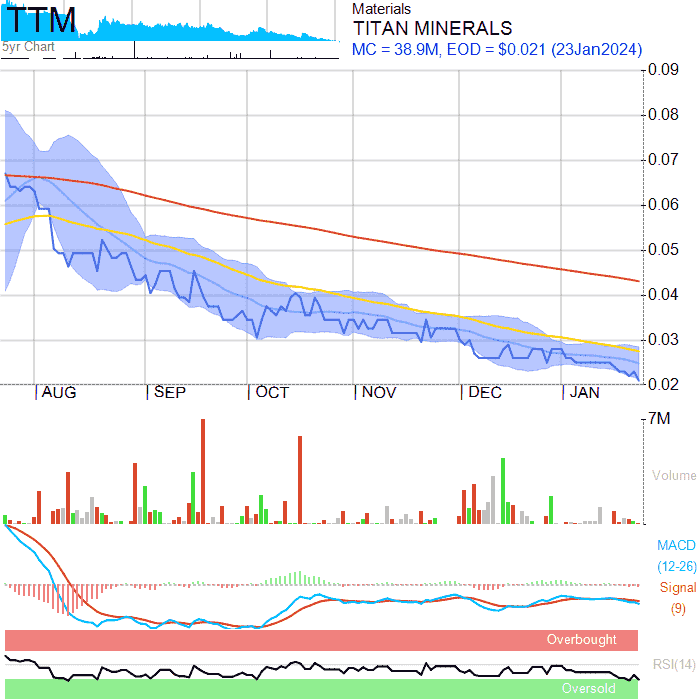 TTM
5yr Chart
Materials
TITAN MINERALS
MC = 38.9M, EOD = $0.021 (23Jan2024)
0.09
0.08
0.07
0.06
0.05
0.04
0.03
0.02
AUG SEP OCT NOV DEC JAN
7M
Volume
MACD
(12-26)
Signal
(9)
Overbought
RSI(14)
Oversold